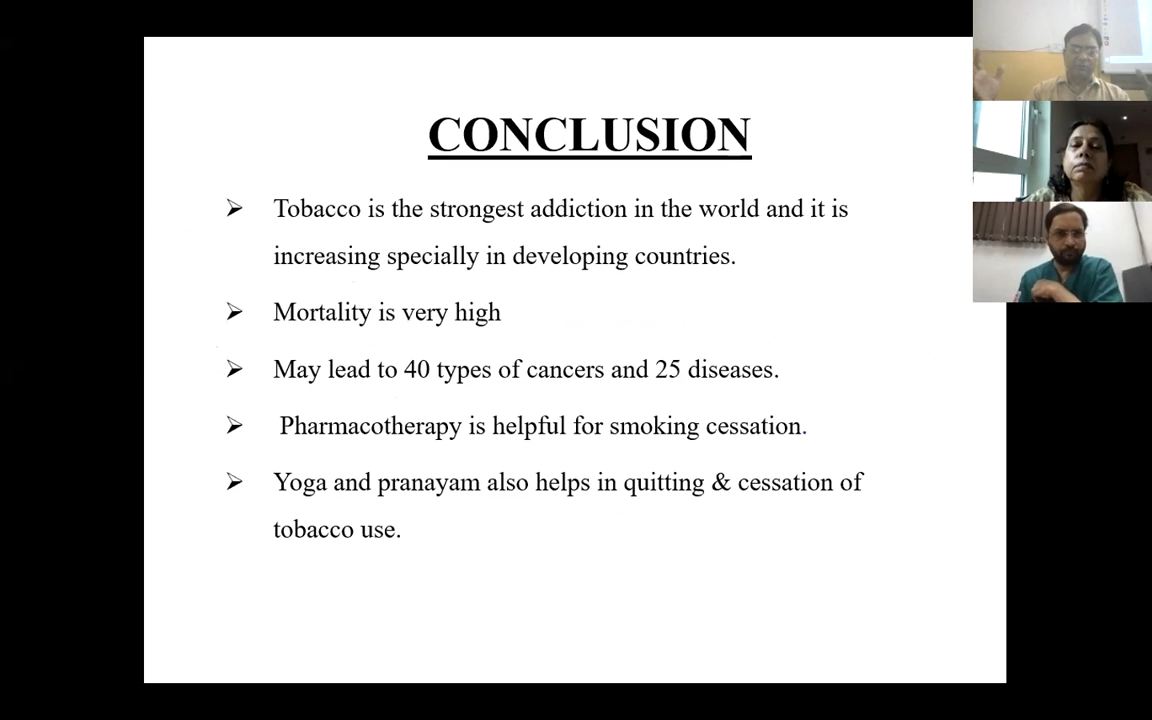 CONCLUSION
➢ Tobacco is the strongest addiction in the world and it is
increasing specially in developing countries.
➢ Mortality is very high
➢ May lead to 40 types of cancers and 25 diseases.
➢ Pharmacotherapy is helpful for smoking cessation.
➢ Yoga and pranayam also helps in quitting & cessation of
tobacco use.